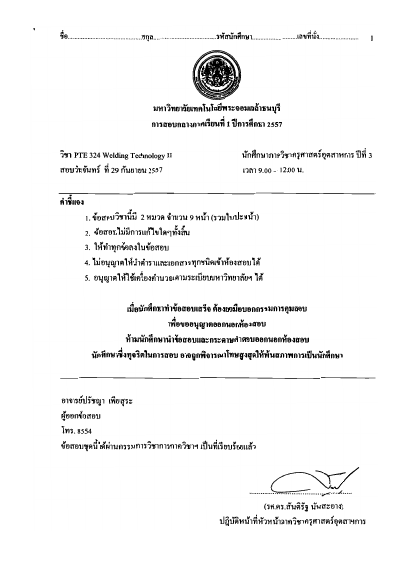 ชื่อ........................สกุล.........................รหัสนักศึกษา........................เลขที่นั่ง................ 1
มหาวิทยาลัยเทคโนโลยีพระจอมเกล้าธนบุรี
การสอบกลางภาคเรียนที่ 1 ปีการศึกษา 2557
วิชา PTE 324 Welding Technology II นักศึกษาภาควิชาครุศาสตร์อุตสาหการ ปีที่ 3
สอบวันจันทร์ ที่ 29 กันยายน 2557 เวลา 9.00 - 12.00 น.
คำชี้แจง
1. ข้อสอบวิชานี้มี 2 หมวด จำนวน 9 หน้า (รวมใบปะหน้า)
2. ข้อสอบไม่มีการแก้ไขใดๆทั้งสิ้น
3. ให้ทำทุกข้อลงในข้อสอบ
4. ไม่อนุญาตให้นำตำราและเอกสารทุกชนิดเข้าห้องสอบได้
5. อนุญาตให้ใช้เครื่องคำนวณตามระเบียบมหาวิทยาลัยฯ ได้
เมื่อนักศึกษาทำข้อสอบเสร็จ ต้องยกมือบอกกรรมการคุมสอบ
เพื่อขออนุญาตออกนอกห้องสอบ
ห้ามนักศึกษานำข้อสอบและกระดาษคำตอบออกนอกห้องสอบ
นักศึกษาซึ่งทุจริตในการสอบ อาจถูกพิจารณาโทษสูงสุดให้พ้นสภาพการเป็นนักศึกษา
อาจารย์ปรัชญา เพียสุระ
ผู้ออกข้อสอบ
โทร. 8554
ข้อสอบชุดนี้ได้ผ่านกรรมการวิชาการภาควิชาฯ เป็นที่เรียบร้อยแล้ว
(รศ.ดร.สันติรัฐ นันสะอาง)
ปฏิบัติหน้าที่หัวหน้าภาควิชาครุศาสตร์อุตสาหการ